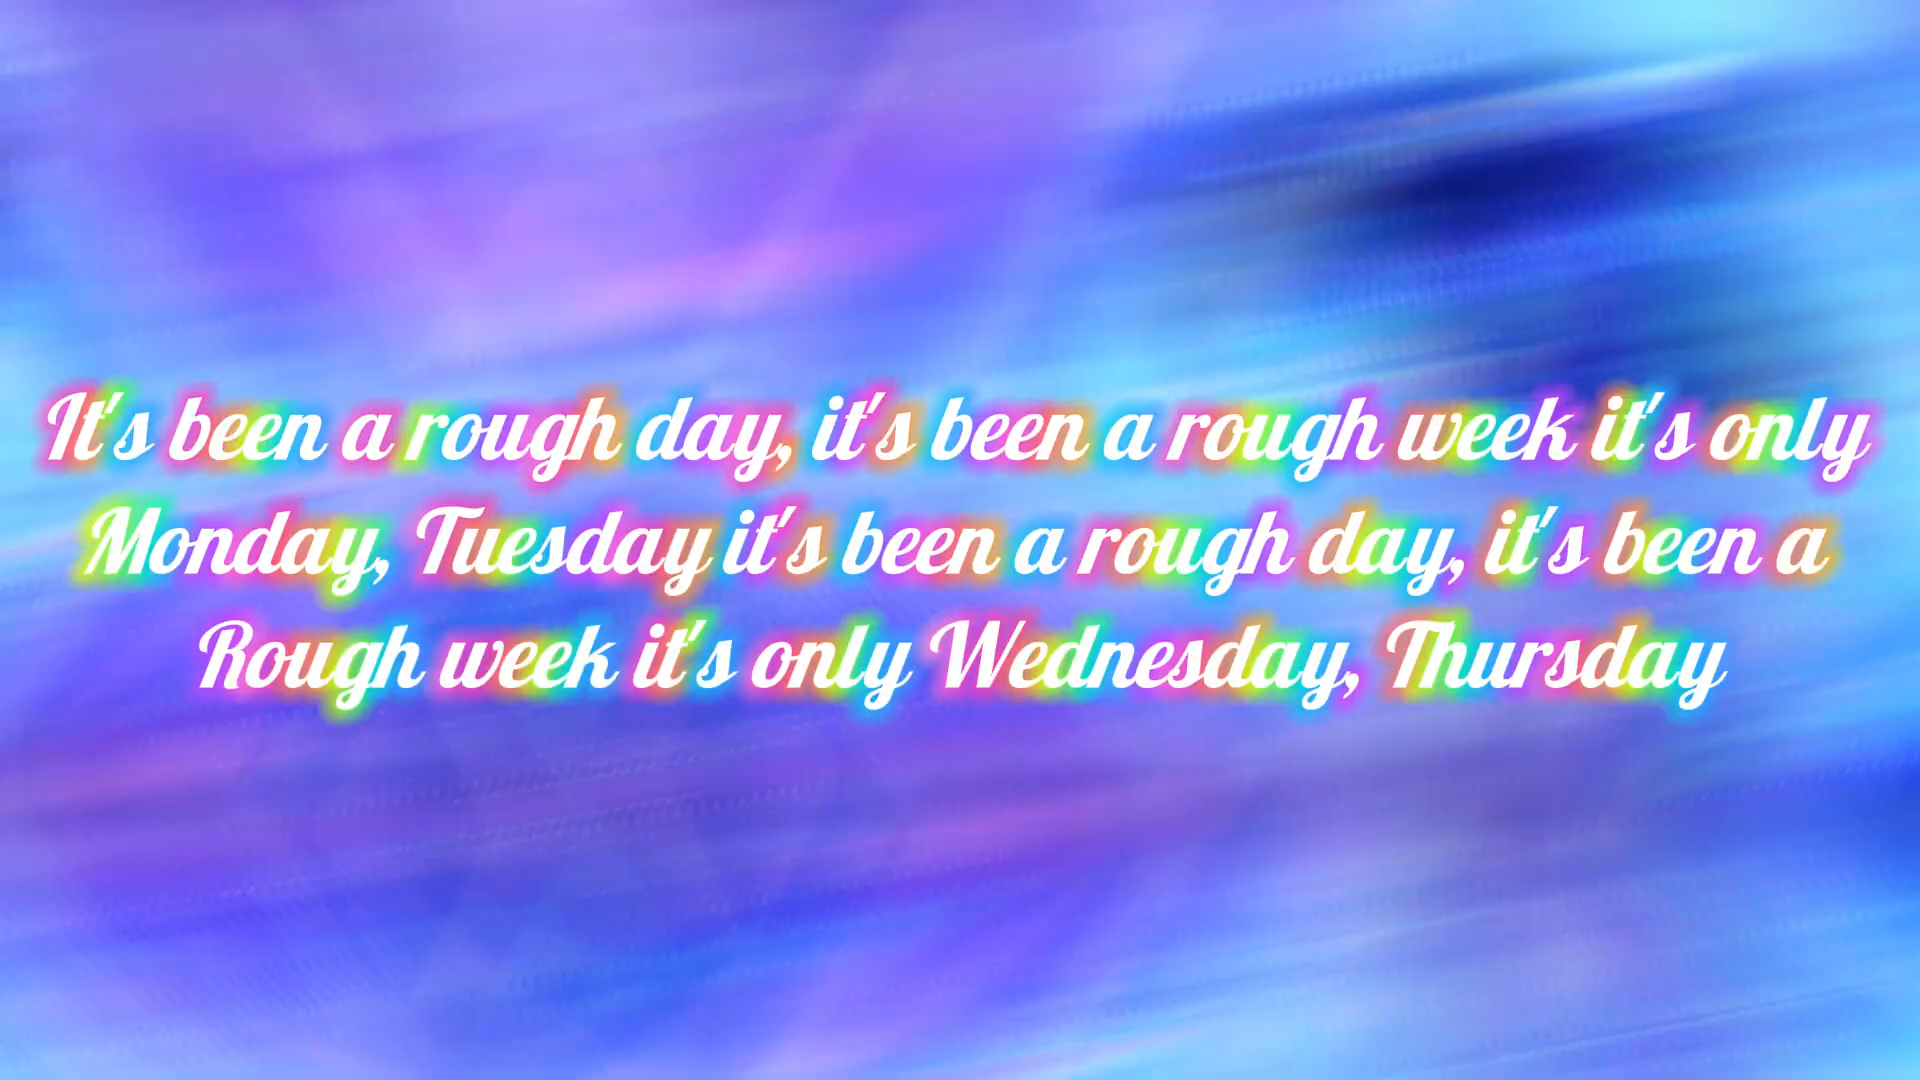 It's been a rough day, it's been a rough week it's only
Monday, Tuesday it's been a rough day, it's been a
Rough week it's only Wednesday, Thursday